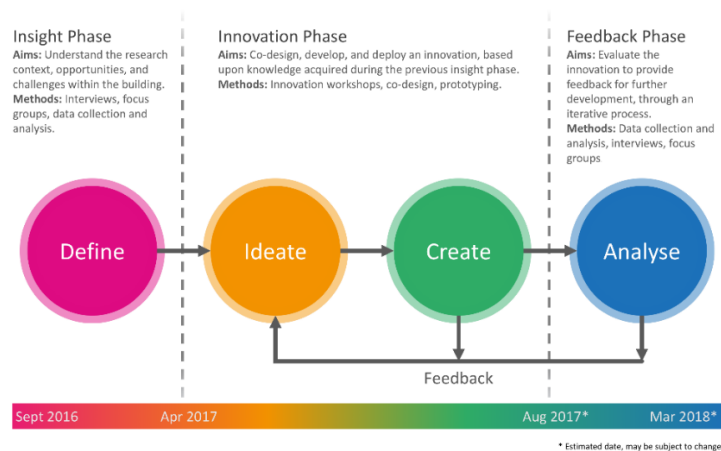 Insight Phase
Aims: Understand the research
context, opportunities, and
challenges within the building.
Methods: Interviews, focus
groups, data collection and
analysis.
Innovation Phase
Aims: Co-design, develop, and deploy an innovation, based
upon knowledge acquired during the previous insight phase.
Methods: Innovation workshops, co-design, prototyping.
Feedback Phase
Aims: Evaluate the
innovation to provide
feedback for further
development, through an
iterative process.
Methods: Data collection and
analysis, interviews, focus
groups
Define
Ideate
Create
Analyse
Feedback
Sept 2016
Apr 2017
Aug 2017*
Mar 2018*
* Estimated date, may be subject to change